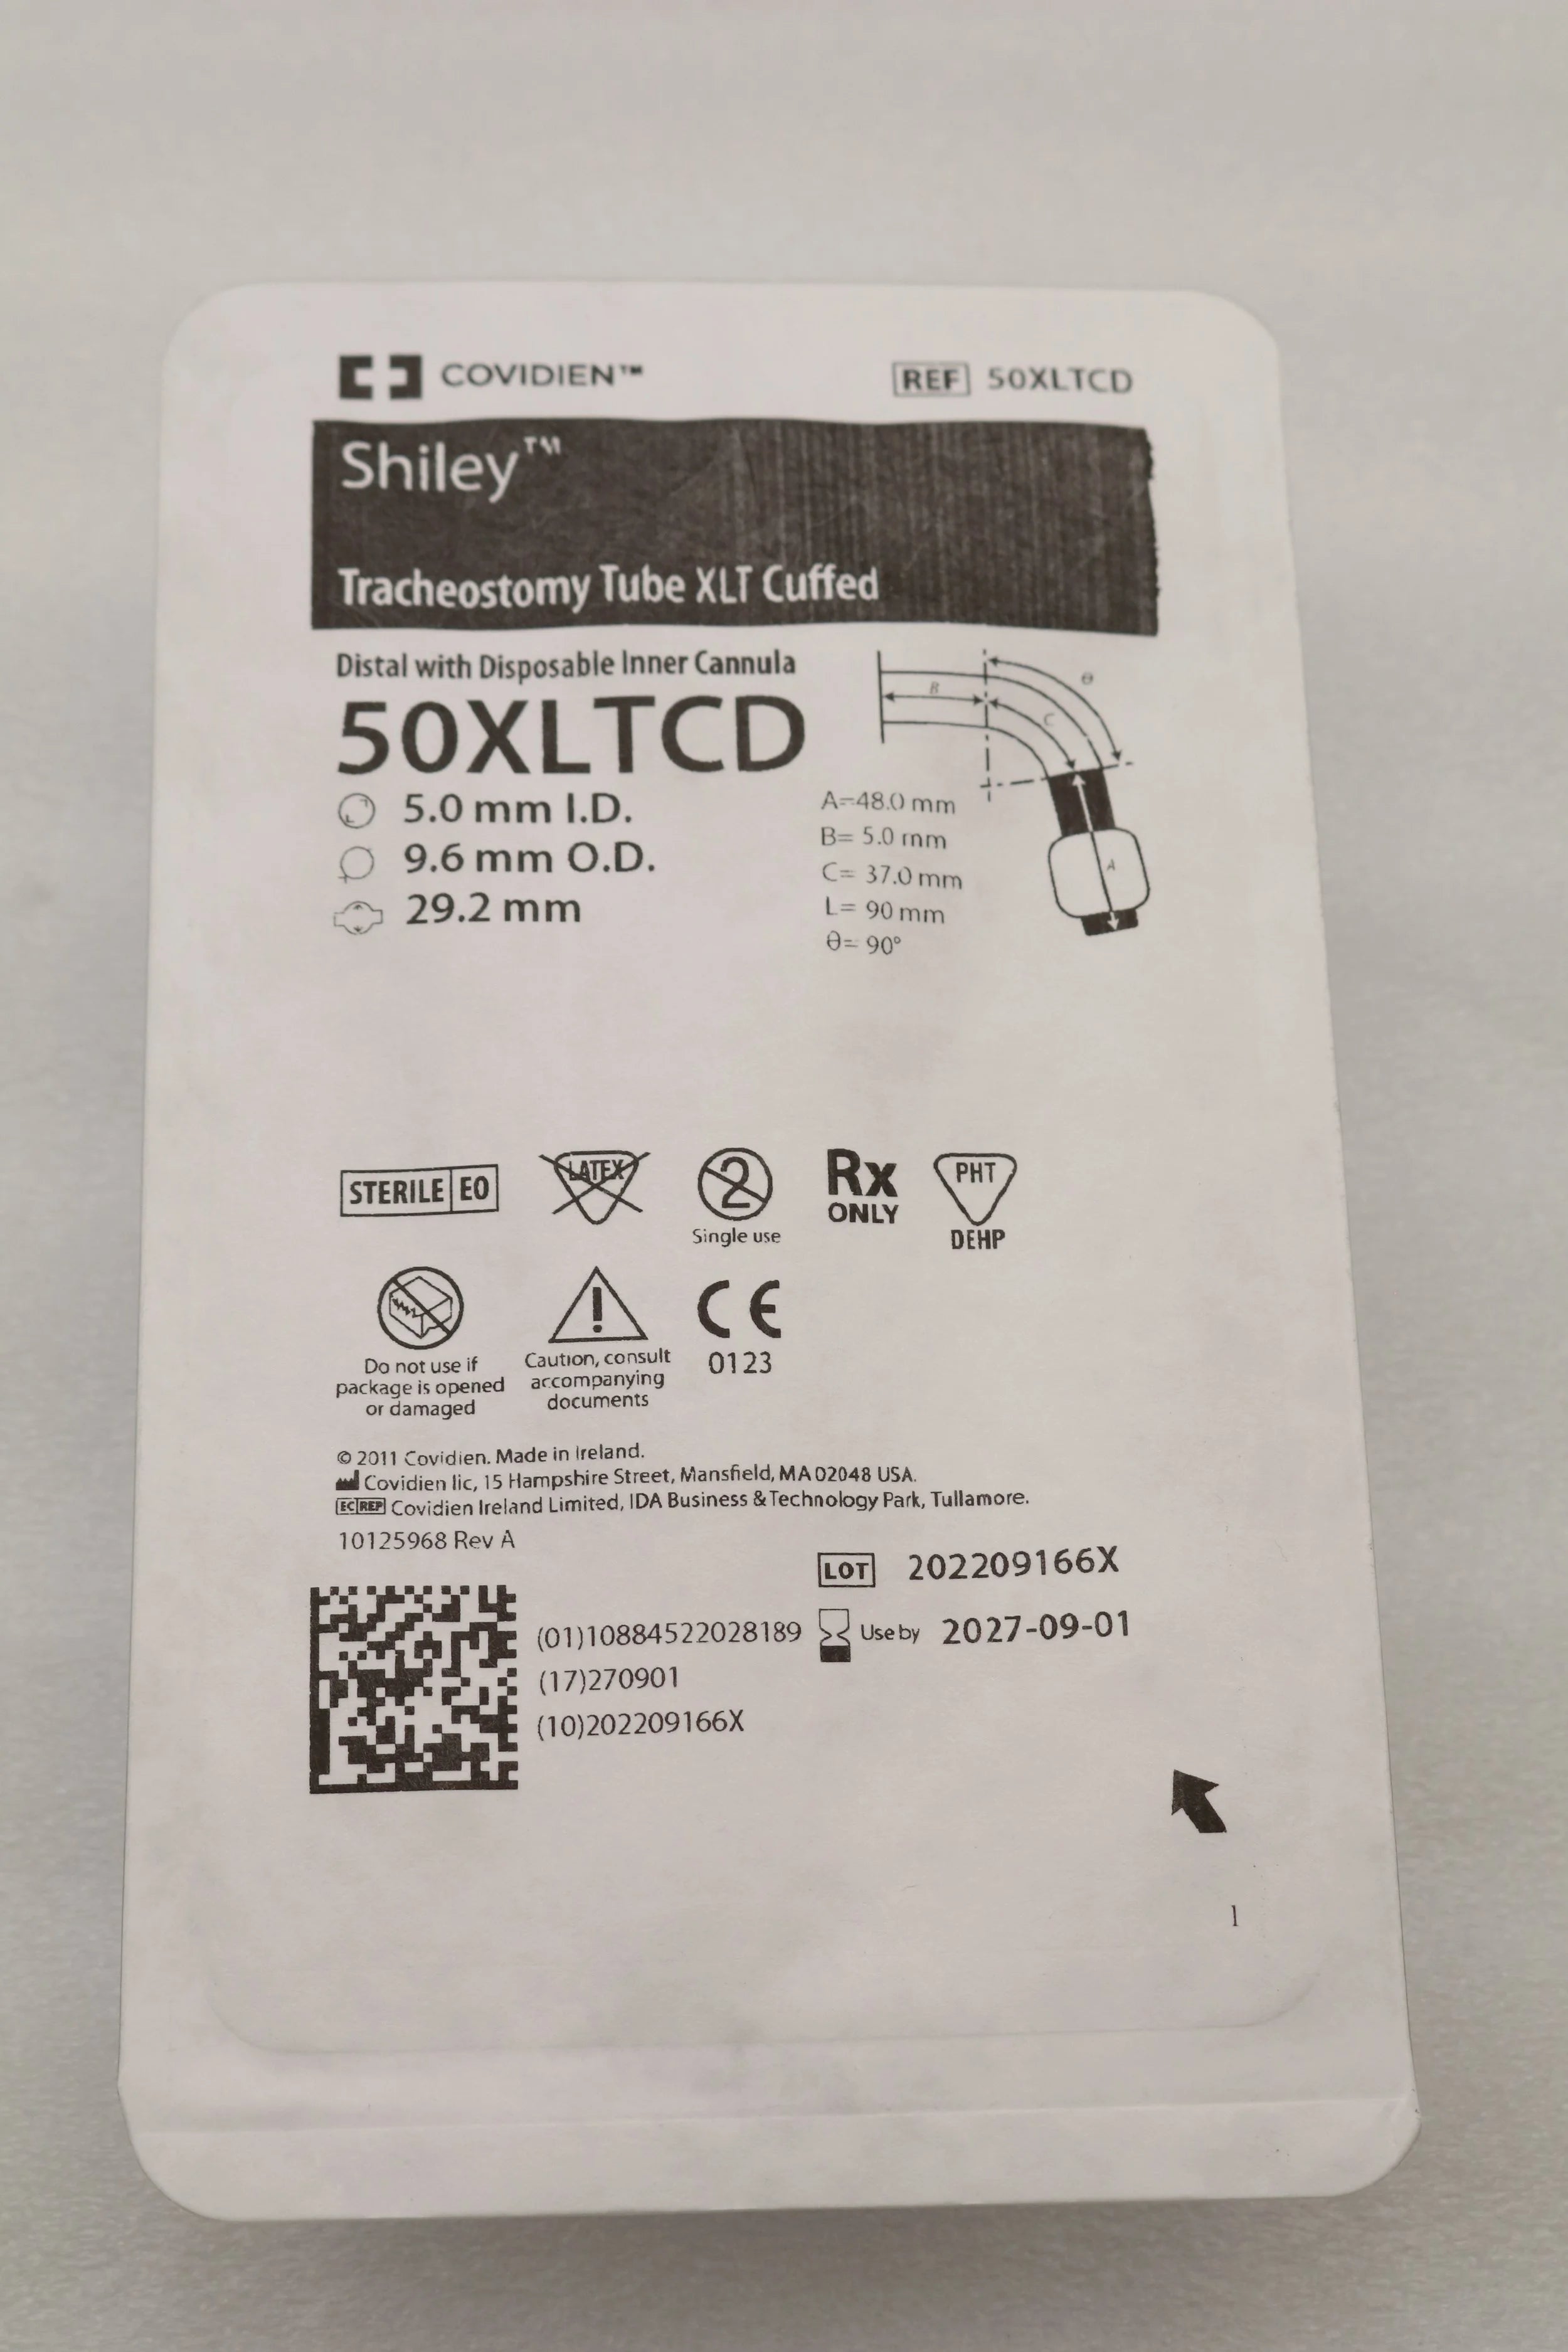 COVIDIEN™
REF 50XLTCD
Shiley™
Tracheostomy Tube XLT Cuffed
Distal with Disposable Inner Cannula
50XLTCD
5.0 mm I.D.
9.6 mm O.D.
29.2 mm
B
C
θ
A
A=48.0 mm
B= 5.0 mm
C= 37.0 mm
L= 90 mm
θ= 90°
STERILE EO
LATEX
2
Single use
Rx
ONLY
PHT
DEHP
Do not use if
package is opened
or damaged
!
Caution, consult
accompanying
documents
CE
0123
© 2011 Covidien. Made in Ireland.
Covidien llc, 15 Hampshire Street, Mansfield, MA 02048 USA.
EC REP Covidien Ireland Limited, IDA Business & Technology Park, Tullamore.
10125968 Rev A
LOT 202209166X
(01)10884522028189
Use by 2027-09-01
(17)270901
(10)202209166X
1